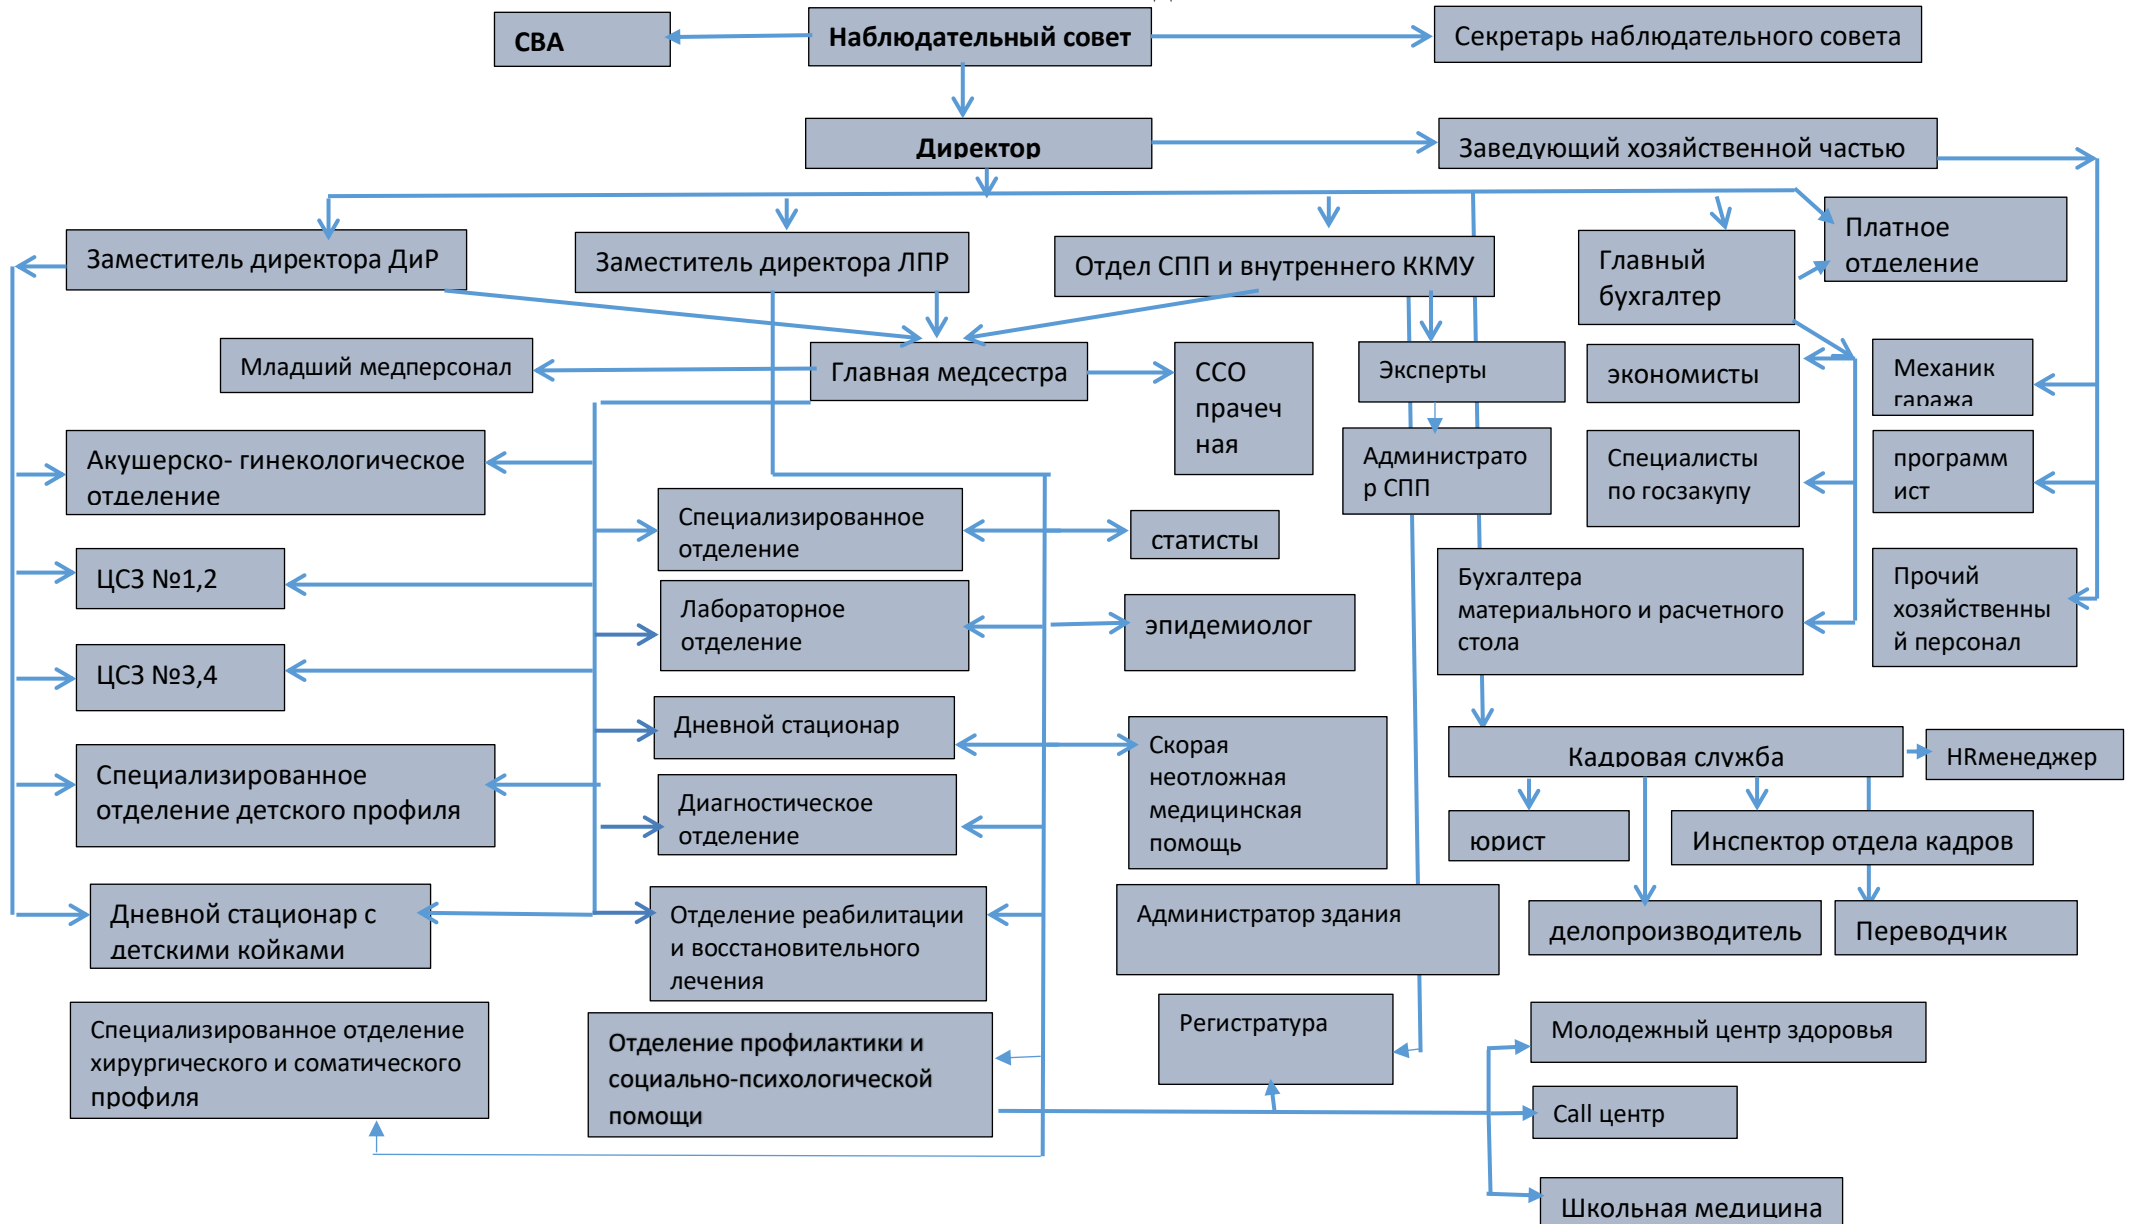 СВА
Наблюдательный совет
Секретарь наблюдательного совета
Директор
Заведующий хозяйственной частью
Заместитель директора ДиР
Заместитель директора ЛПР
Отдел СПП и внутреннего ККМУ
Главный
бухгалтер
Платное
отделение
Младший медперсонал
Главная медсестра
ССО
прачеч
ная
Эксперты
экономисты
Механик
гаража
Акушерско- гинекологическое
отделение
Администрато
р СПП
Специалисты
по госзакупу
программ
ист
Специализированное
отделение
статисты
ЦСЗ №1,2
Лабораторное
отделение
эпидемиолог
Бухгалтера
материального и расчетного
стола
Прочий
хозяйственны
й персонал
ЦСЗ №3,4
Дневной стационар
Скорая
неотложная
медицинская
помощь
Кадровая служба
HRменеджер
Специализированное
отделение детского профиля
Диагностическое
отделение
юрист
Инспектор отдела кадров
Дневной стационар с
детскими койками
Отделение реабилитации
и восстановительного
лечения
Администратор здания
делопроизводитель
Переводчик
Специализированное отделение
хирургического и соматического
профиля
Отделение профилактики и
социально-психологической
помощи
Регистратура
Молодежный центр здоровья
Call центр
Школьная медицина